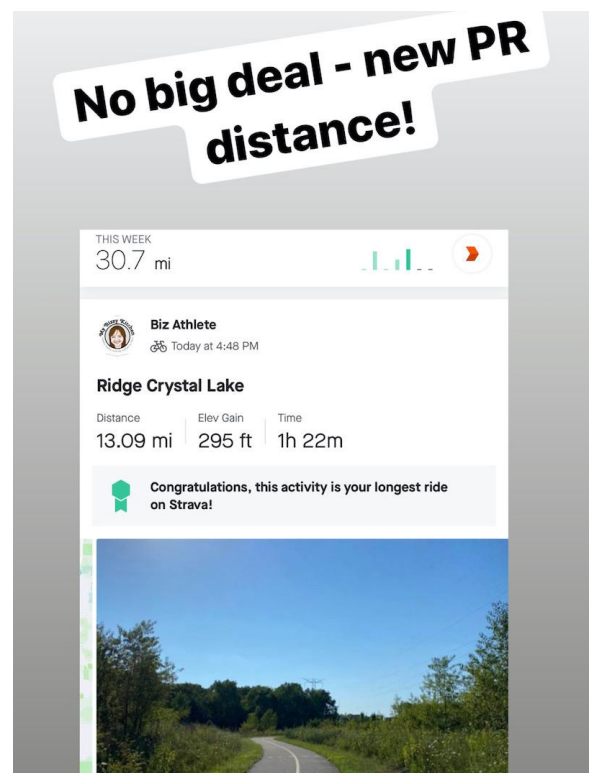 No big deal - new PR
distance!
THIS WEEK
30.7 mi
Biz Athlete
Today at 4:48 PM
Ridge Crystal Lake
Distance Elev Gain Time
13.09 mi 295 ft 1h 22m
Congratulations, this activity is your longest ride
on Strava!